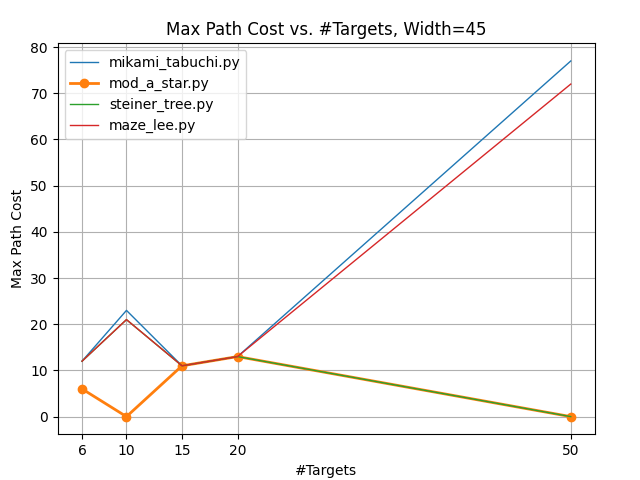 Max Path Cost vs. #Targets, Width=45
80
70
60
50
40
30
20
10
0
Max Path Cost
mikami_tabuchi.py
mod_a_star.py
steiner_tree.py
maze_lee.py
6 10 15 20 50
#Targets